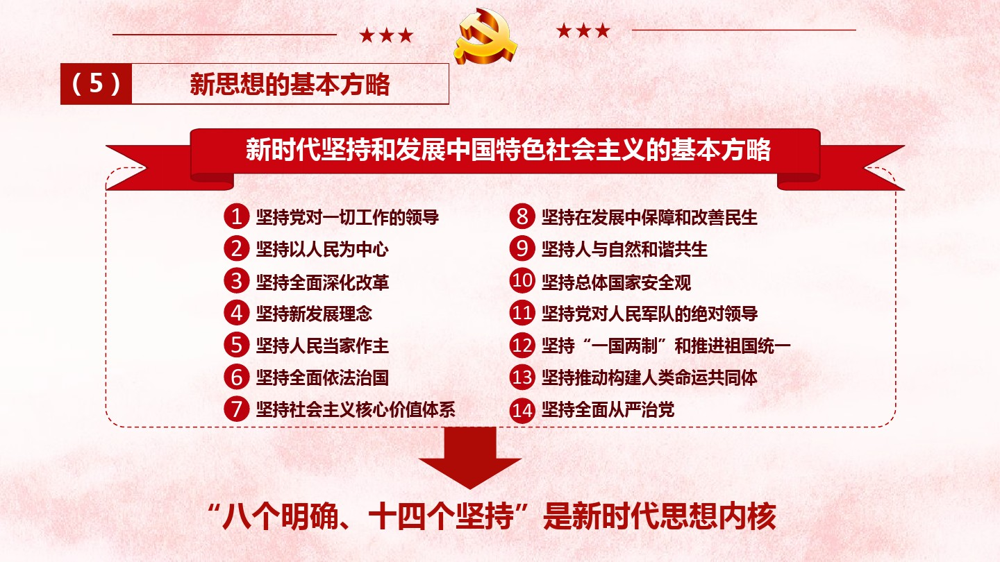 （5） 新思想的基本方略
新时代坚持和发展中国特色社会主义的基本方略
1 坚持党对一切工作的领导
2 坚持以人民为中心
3 坚持全面深化改革
4 坚持新发展理念
5 坚持人民当家作主
6 坚持全面依法治国
7 坚持社会主义核心价值体系
8 坚持在发展中保障和改善民生
9 坚持人与自然和谐共生
10 坚持总体国家安全观
11 坚持党对人民军队的绝对领导
12 坚持“一国两制”和推进祖国统一
13 坚持推动构建人类命运共同体
14 坚持全面从严治党
“八个明确、十四个坚持”是新时代思想内核